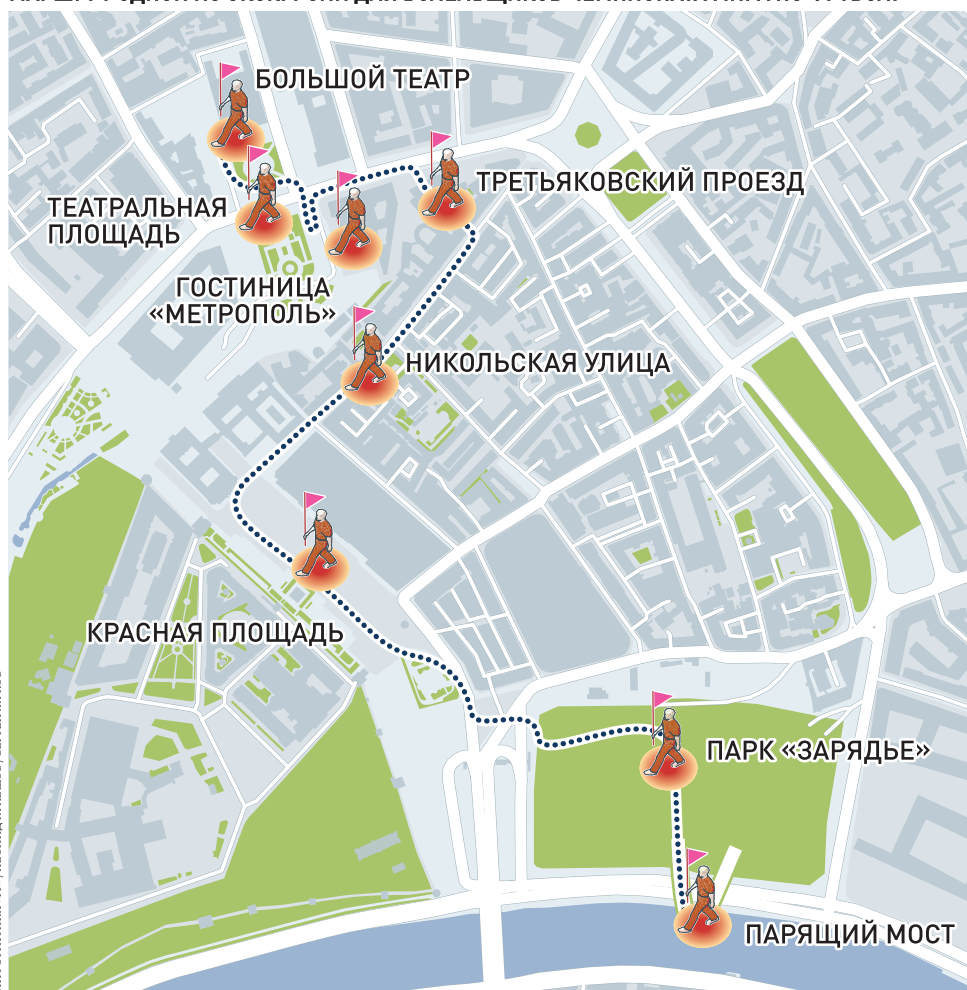 БОЛЬШОЙ ТЕАТР
ТРЕТЬЯКОВСКИЙ ПРОЕЗД
ТЕАТРАЛЬНАЯ
ПЛОЩАДЬ
ГОСТИНИЦА
«МЕТРОПОЛЬ»
НИКОЛЬСКАЯ УЛИЦА
КРАСНАЯ ПЛОЩАДЬ
ПАРК «ЗАРЯДЬЕ»
ПАРЯЩИЙ МОСТ